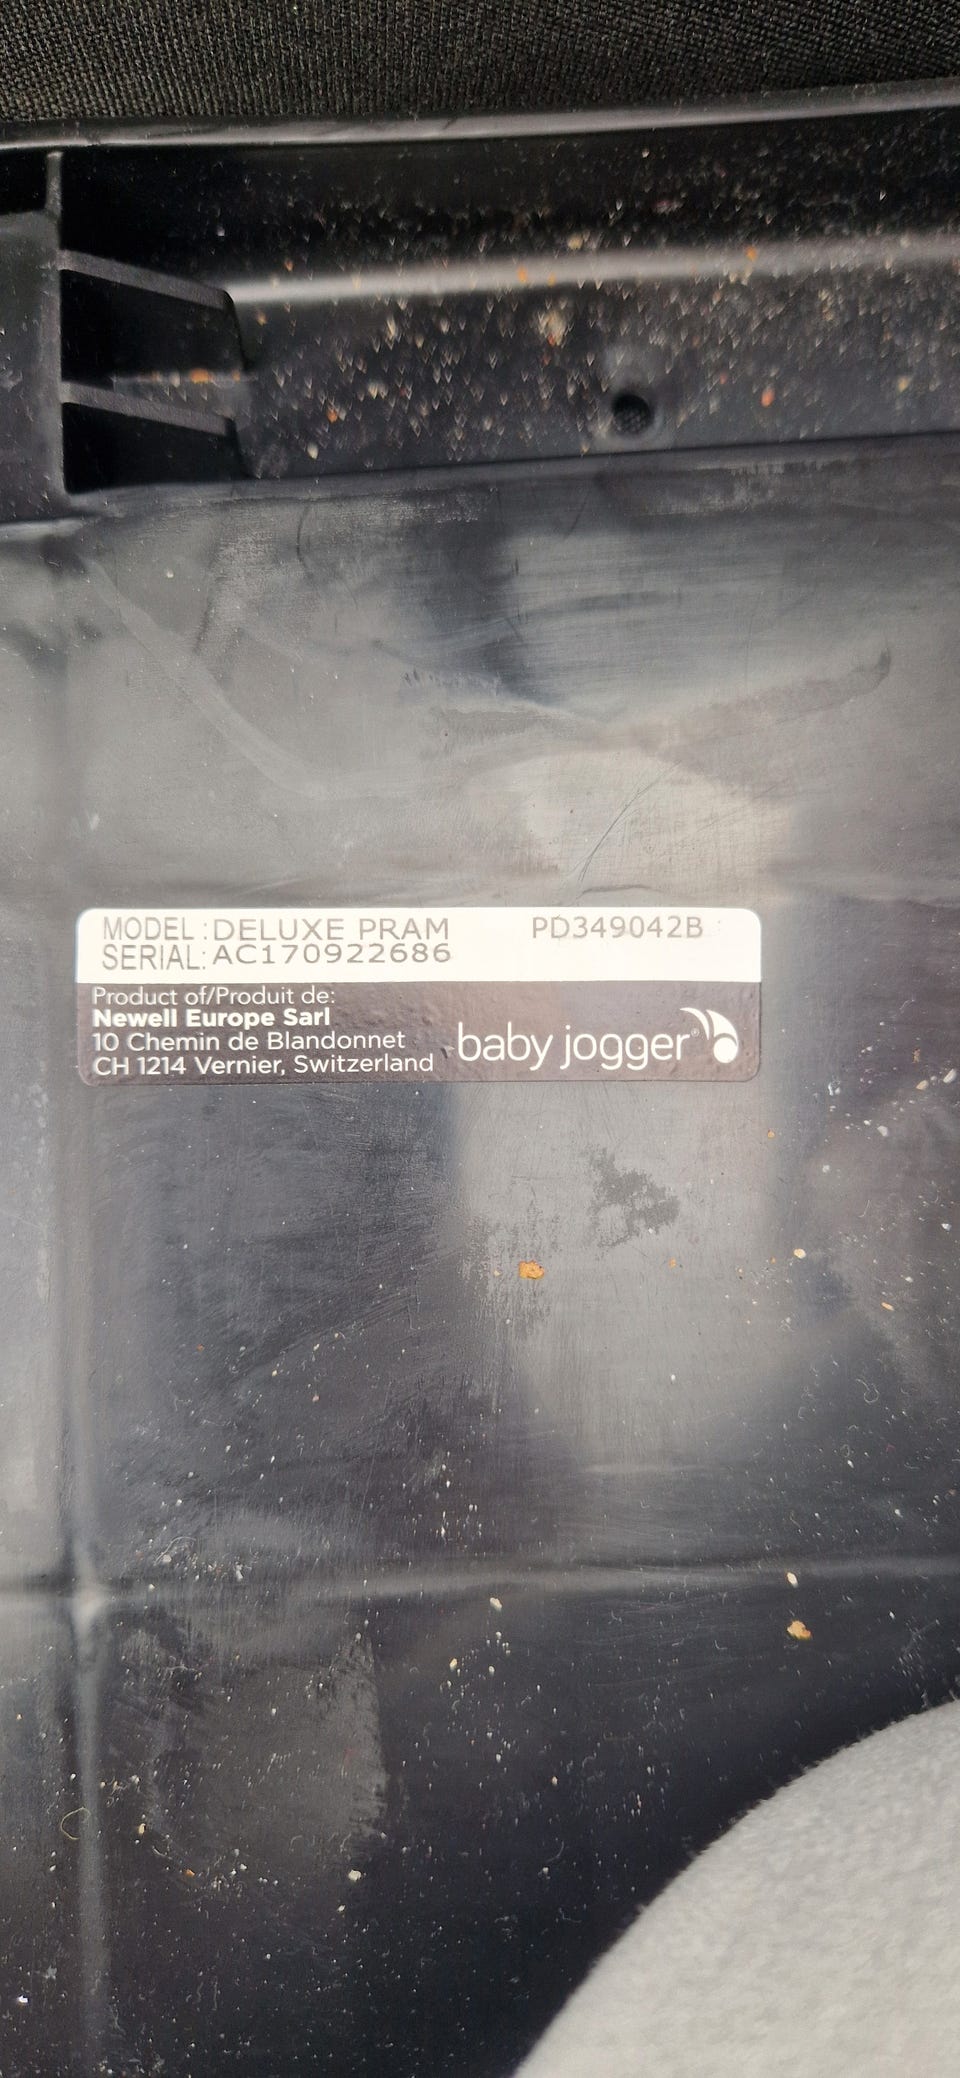 MODEL : DELUXE PRAM PD349042B
SERIAL: AC170922686
Product of/Produit de:
Newell Europe Sarl
10 Chemin de Blandonnet
CH 1214 Vernier, Switzerland
baby jogger®